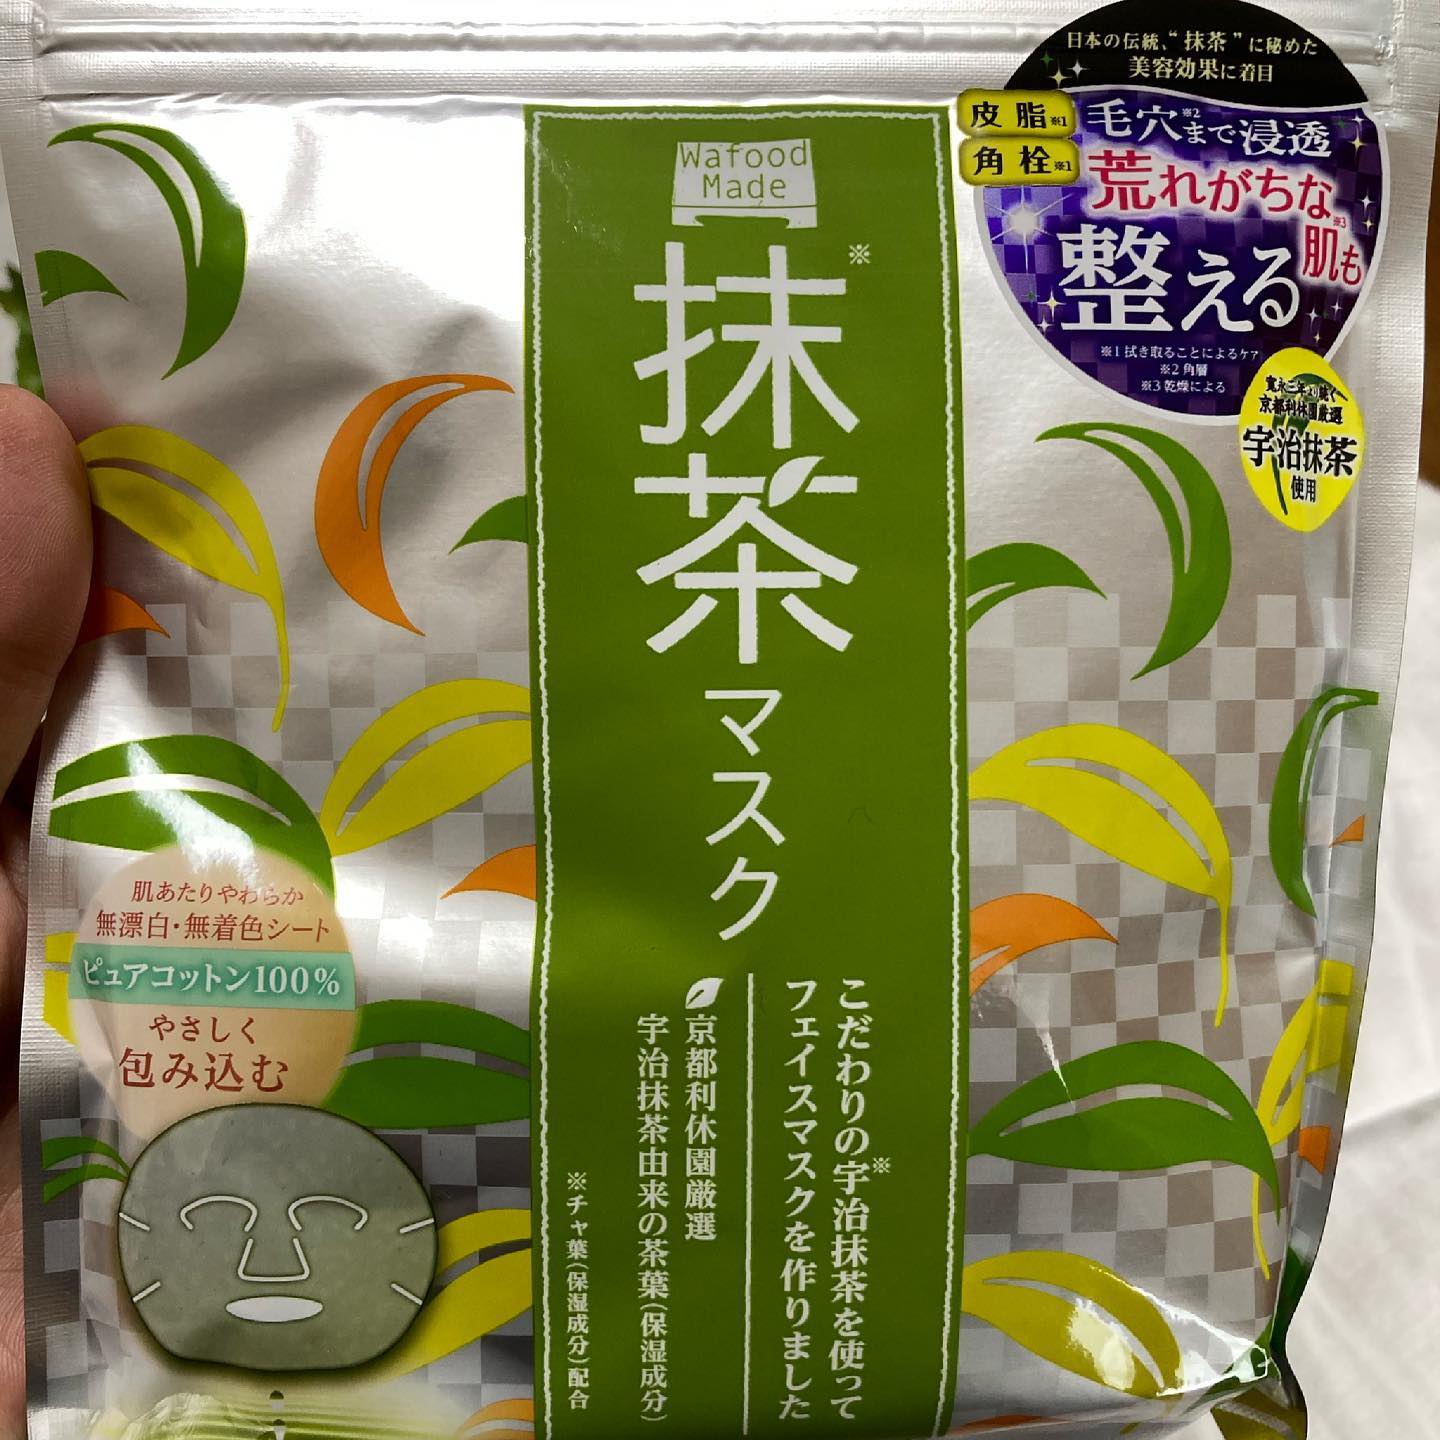 日本の伝統、“抹茶”に秘めた
美容効果に着目
皮脂※1
角栓※1
毛穴※2まで浸透
荒れがちな※3
肌も
整える
※1 拭き取ることによるケア
※2 角層
※3 乾燥による
寛永三年より続く
京都利休園厳選
宇治抹茶
使用
Wafood
Made
抹茶※
マスク
こだわりの宇治抹茶※を使って
フェイスマスクを作りました
京都利休園厳選
宇治抹茶由来の茶葉(保湿成分)
※チャ葉(保湿成分)配合
肌あたりやわらか
無漂白・無着色シート
ピュアコットン100%
やさしく
包み込む